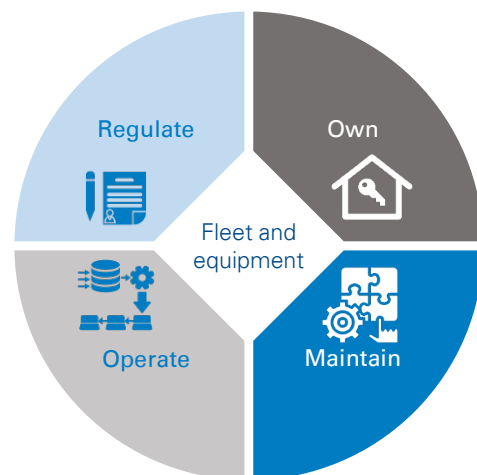 Regulate
Own
Fleet and
equipment
Operate
Maintain